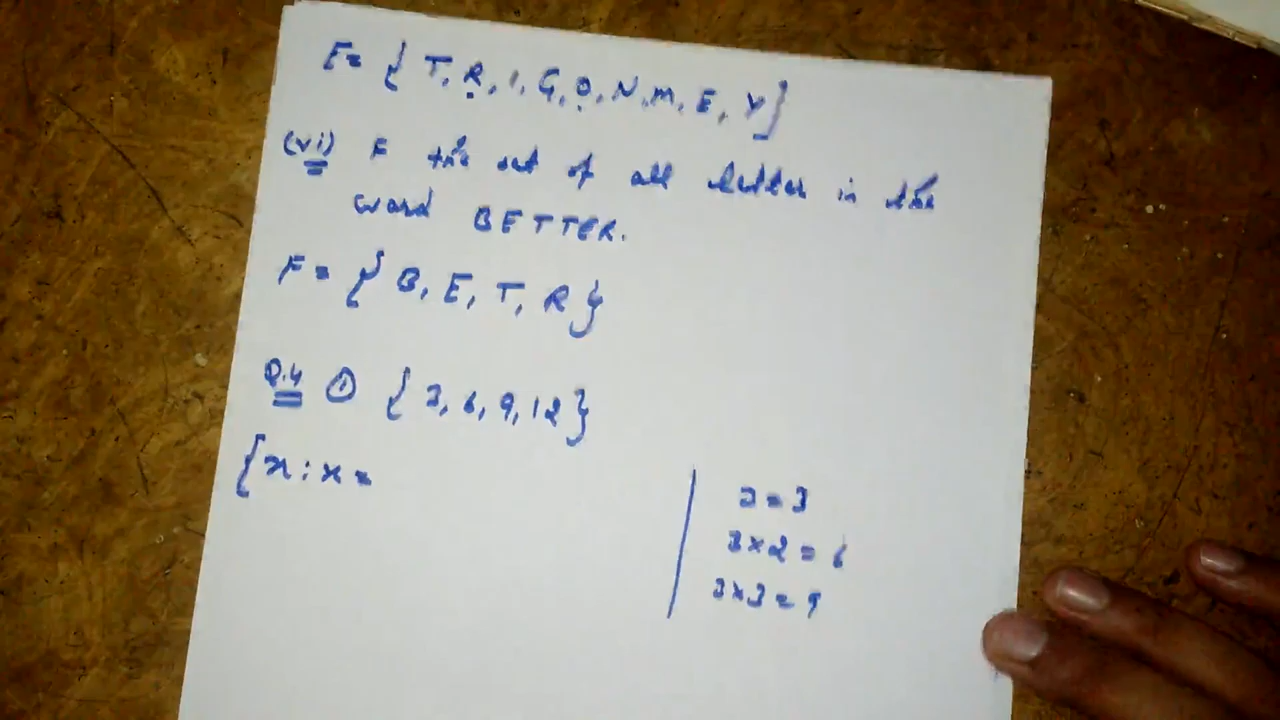 E = { T, R, I, G, O, N, M, E, Y }
(vi) F the set of all letter in the
word BETTER.
F = { B, E, T, R }
Q.4 ① { 3, 6, 9, 12 }
{ x : x =
3 = 3
3 × 2 = 6
3 × 3 = 9